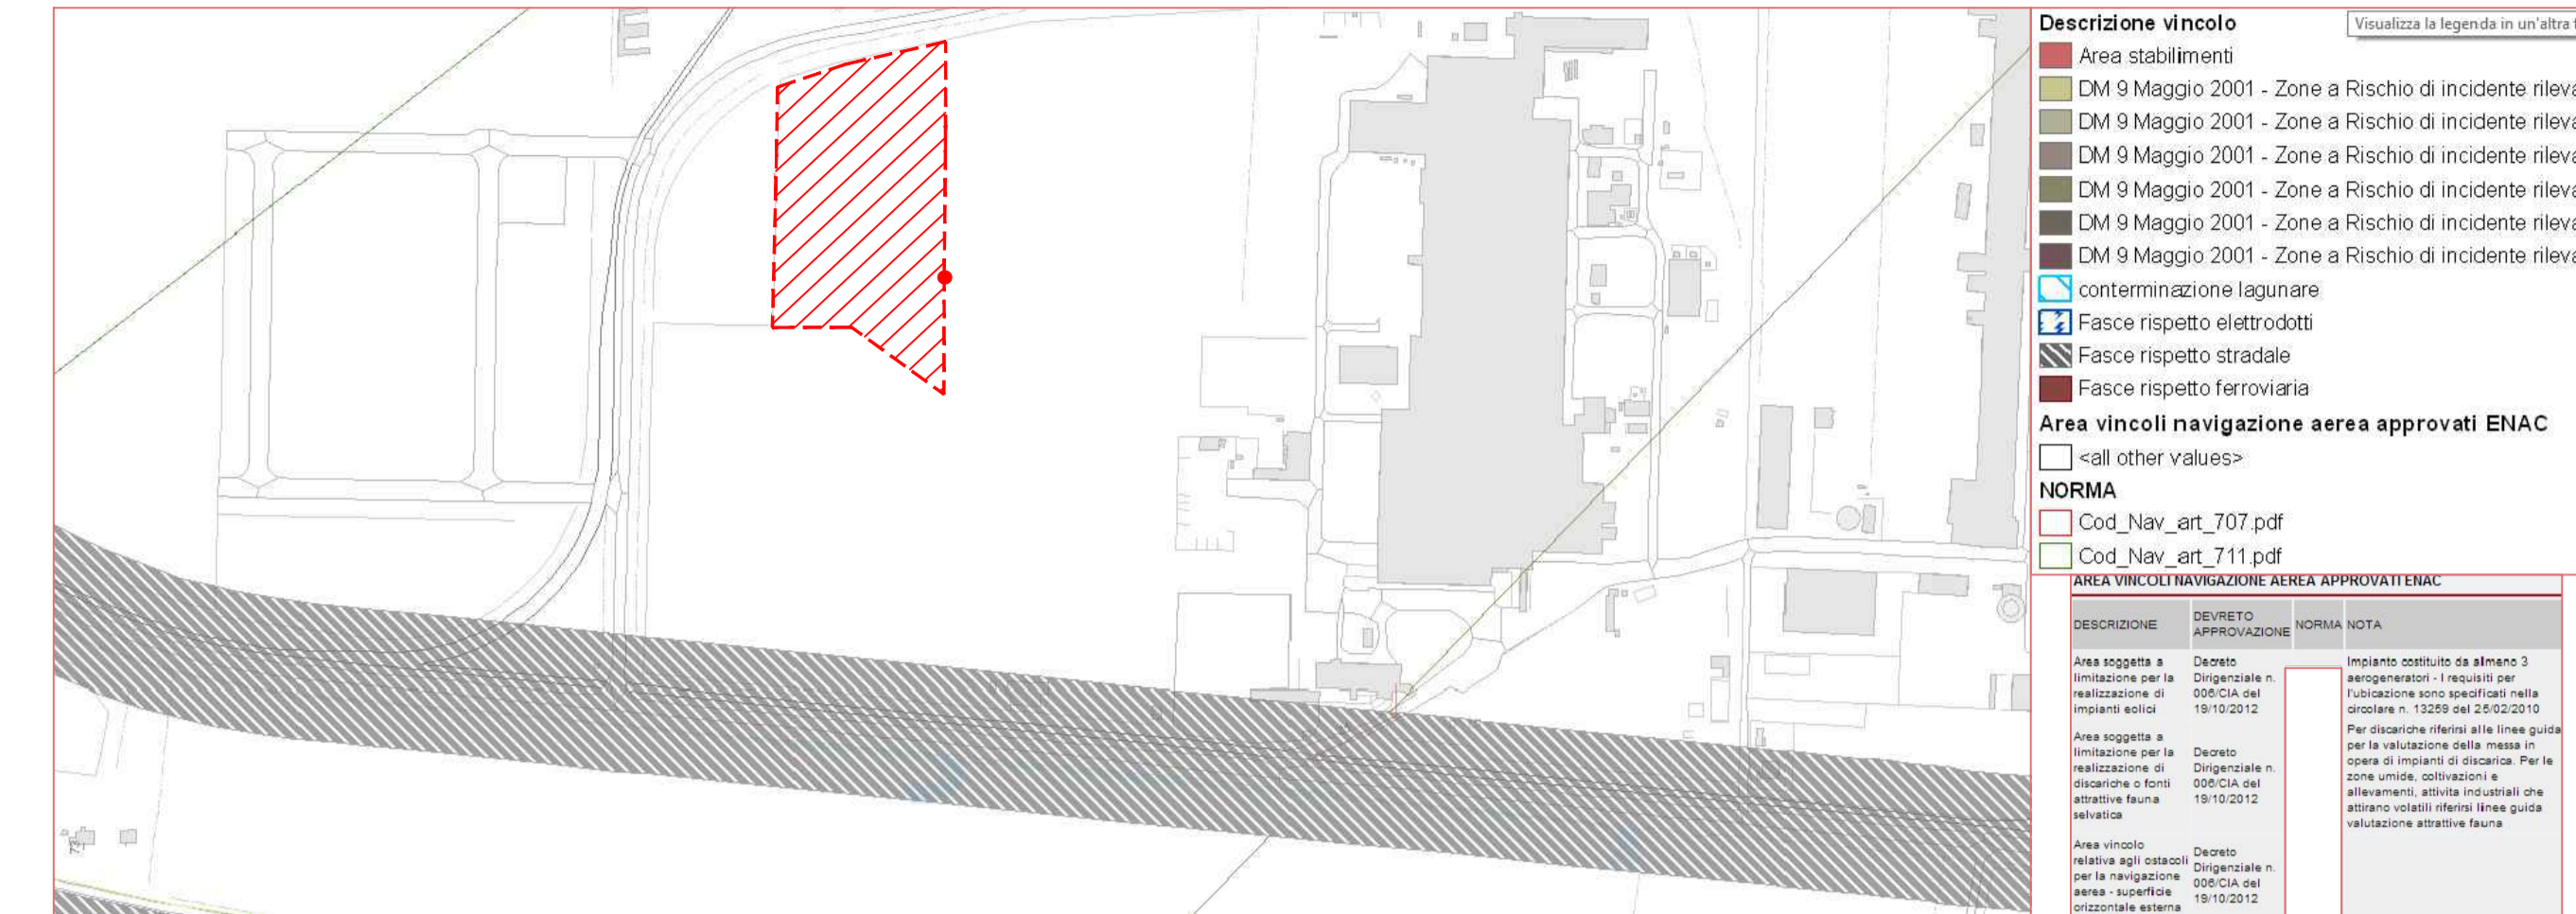 Descrizione vincolo
Visualizza la legenda in un'altra
Area stabilimenti
DM 9 Maggio 2001 - Zone a Rischio di incidente rileva
DM 9 Maggio 2001 - Zone a Rischio di incidente rileva
DM 9 Maggio 2001 - Zone a Rischio di incidente rileva
DM 9 Maggio 2001 - Zone a Rischio di incidente rileva
DM 9 Maggio 2001 - Zone a Rischio di incidente rileva
DM 9 Maggio 2001 - Zone a Rischio di incidente rileva
conterminazione lagunare
Fasce rispetto elettrodotti
Fasce rispetto stradale
Fasce rispetto ferroviaria
Area vincoli navigazione aerea approvati ENAC
<all other values>
NORMA
Cod_Nav_art_707.pdf
Cod_Nav_art_711.pdf
AREA VINCOLI NAVIGAZIONE AEREA APPROVATI ENAC
DESCRIZIONE
DEVRETO
APPROVAZIONE
NORMA
NOTA
Area soggetta a
limitazione per la
realizzazione di
impianti eolici
Decreto
Dirigenziale n.
006/CIA del
19/10/2012
Impianto costituito da almeno 3
aerogeneratori - I requisiti per
l'ubicazione sono specificati nella
circolare n. 13259 del 25/02/2010
Area soggetta a
limitazione per la
realizzazione di
discariche o fonti
attrattive fauna
selvatica
Decreto
Dirigenziale n.
006/CIA del
19/10/2012
Per discariche riferirsi alle linee guida
per la valutazione della messa in
opera di impianti di discarica. Per le
zone umide, coltivazioni e
allevamenti, attivita industriali che
attirano volatili riferirsi linee guida
valutazione attrattive fauna
Area vincolo
relativa agli ostacoli
per la navigazione
aerea - superficie
orizzontale esterna
Decreto
Dirigenziale n.
006/CIA del
19/10/2012